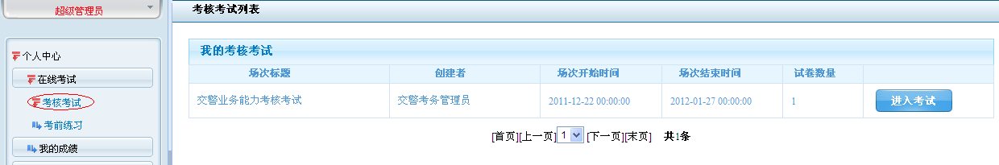 超级管理员
个人中心
在线考试
考核考试
考前练习
我的成绩
考核考试列表
我的考核考试
场次标题 创建者 场次开始时间 场次结束时间 试卷数量
交警业务能力考核考试 交警考务管理员 2011-12-22 00:00:00 2012-01-27 00:00:00 1 进入考试
[首页][上一页] 1 [下一页][末页] 共1条